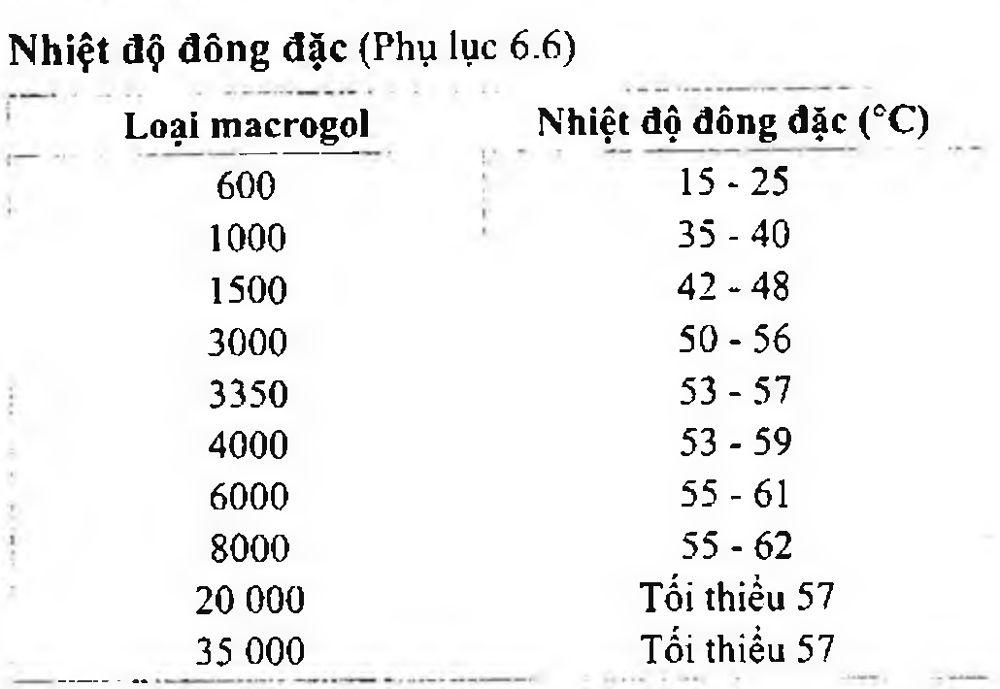 Nhiệt độ đông đặc (Phụ lục 6.6)
Loại macrogol Nhiệt độ đông đặc (°C)
600 15 - 25
1000 35 - 40
1500 42 - 48
3000 50 - 56
3350 53 - 57
4000 53 - 59
6000 55 - 61
8000 55 - 62
20 000 Tối thiểu 57
35 000 Tối thiểu 57